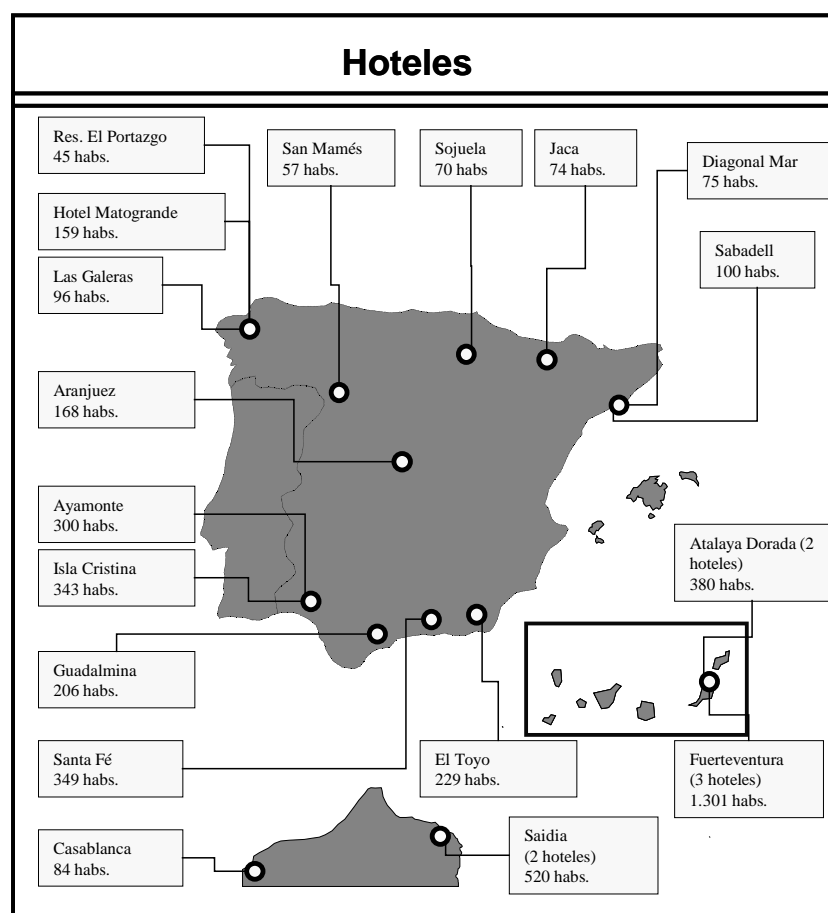 Hoteles
Res. El Portazgo
45 habs.
San Mamés
57 habs.
Sojuela
70 habs
Jaca
74 habs.
Diagonal Mar
75 habs.
Hotel Matogrande
159 habs.
Sabadell
100 habs.
Las Galeras
96 habs.
Aranjuez
168 habs.
Ayamonte
300 habs.
Isla Cristina
343 habs.
Atalaya Dorada (2
hoteles)
380 habs.
Guadalmina
206 habs.
Santa Fé
349 habs.
El Toyo
229 habs.
Fuerteventura
(3 hoteles)
1.301 habs.
Casablanca
84 habs.
Saidia
(2 hoteles)
520 habs.